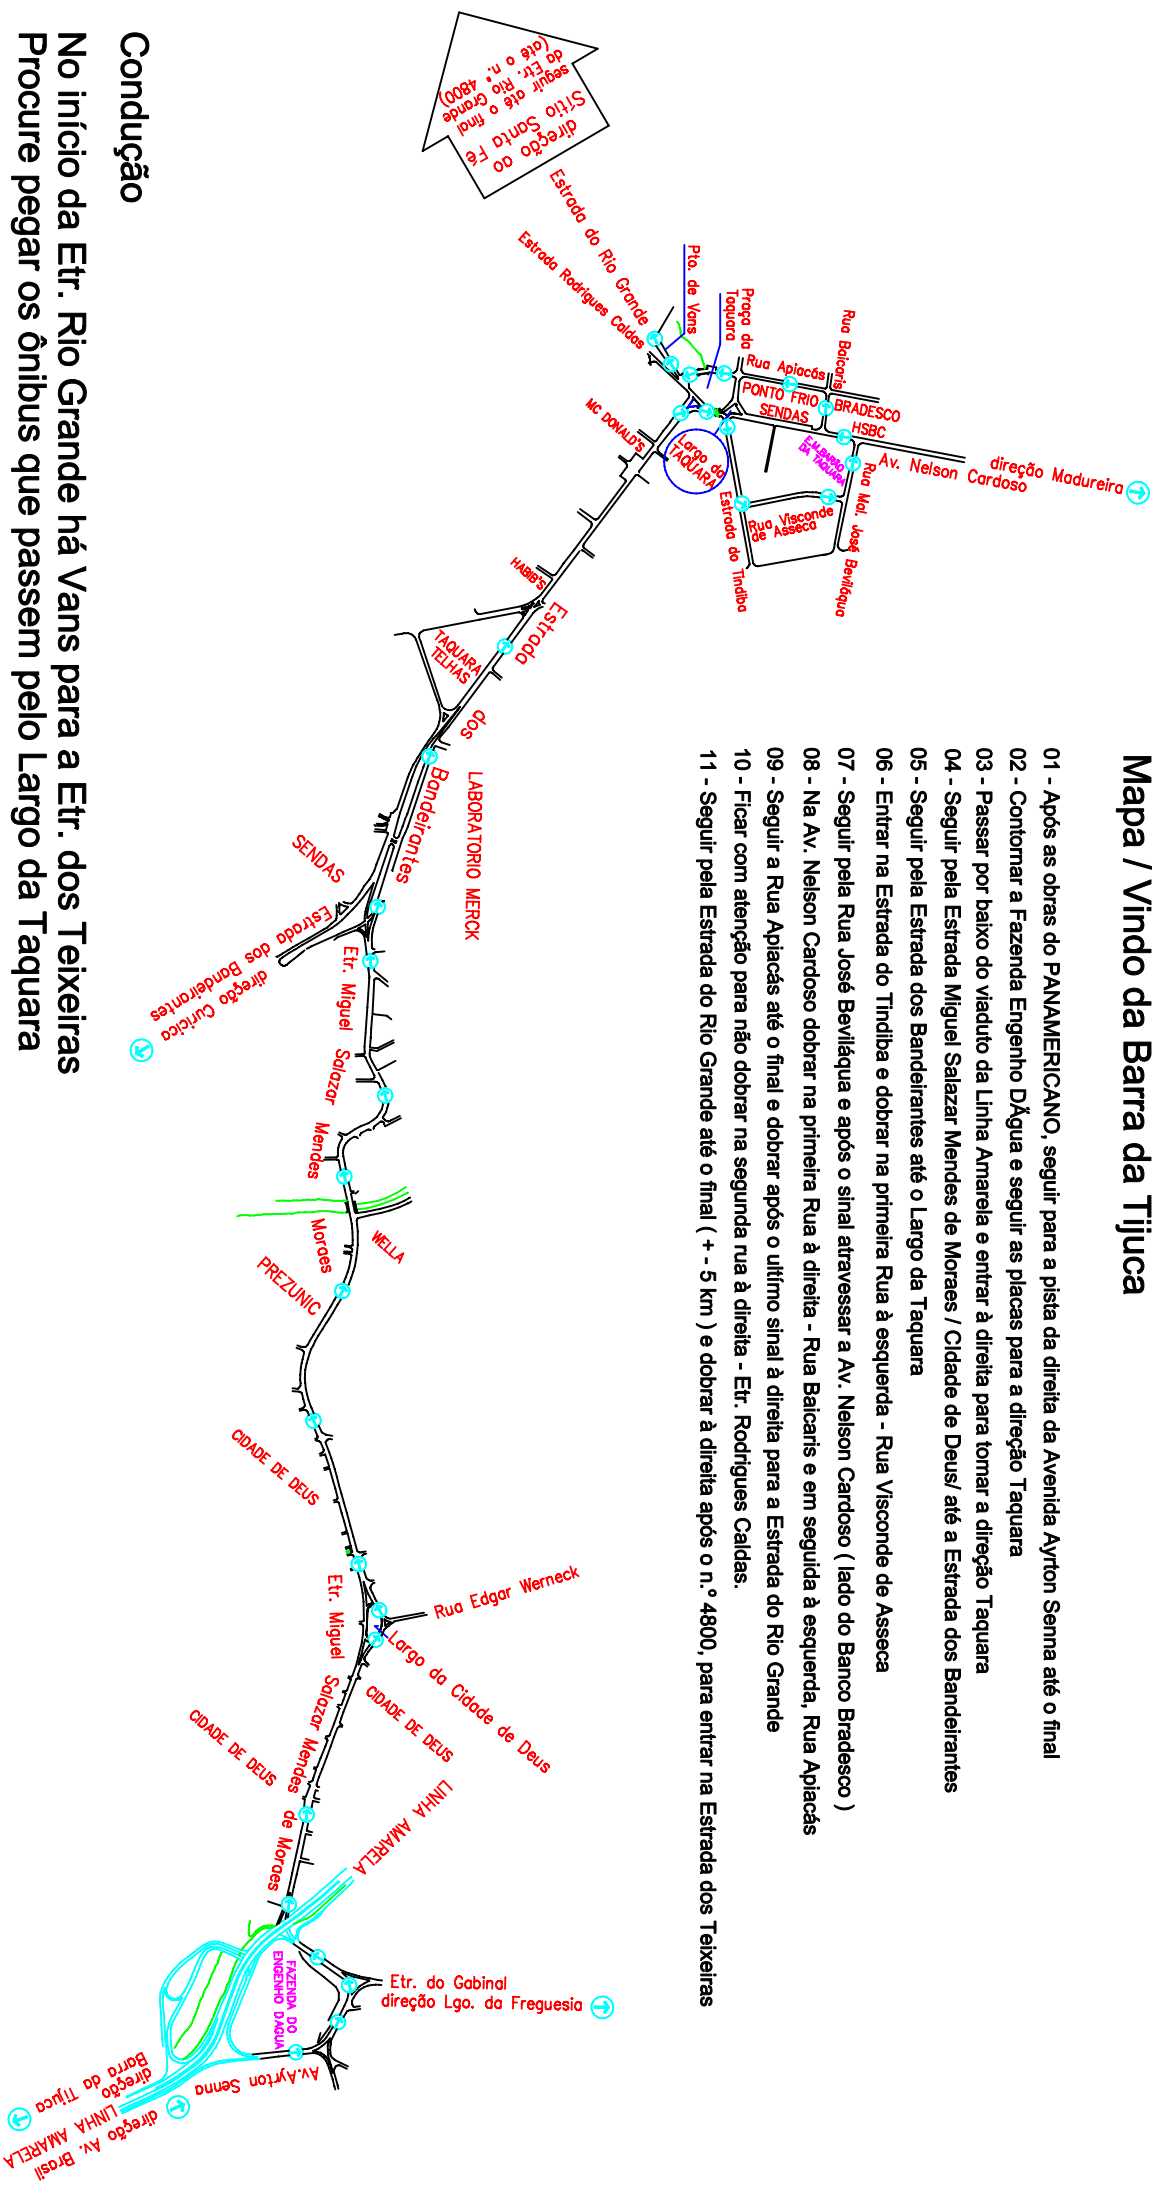 Mapa / Vindo da Barra da Tijuca
01 - Após as obras do PANAMERICANO, seguir para a pista da direita da Avenida Ayrton Senna até o final
02 - Contornar a Fazenda Engenho DÄgua e seguir as placas para a direção Taquara
03 - Passar por baixo do viaduto da Linha Amarela e entrar à direita para tomar a direção Taquara
04 - Seguir pela Estrada Miguel Salazar Mendes de Moraes / CIdade de Deus/ até a Estrada dos Bandeirantes
05 - Seguir pela Estrada dos Bandeirantes até o Largo da Taquara
06 - Entrar na Estrada do Tindiba e dobrar na primeira Rua à esquerda - Rua Visconde de Asseca
07 - Seguir pela Rua José Beviláqua e após o sinal atravessar a Av. Nelson Cardoso ( lado do Banco Bradesco )
08 - Na Av. Nelson Cardoso dobrar na primeira Rua à direita - Rua Baicaris e em seguida à esquerda, Rua Apiacás
09 - Seguir a Rua Apiacás até o final e dobrar após o ultímo sinal à direita para a Estrada do Rio Grande
10 - Ficar com atenção para não dobrar na segunda rua à direita - Etr. Rodrigues Caldas.
11 - Seguir pela Estrada do Rio Grande até o final ( + - 5 km ) e dobrar à direita após o n.º 4800, para entrar na Estrada dos Teixeiras
direção Madureira
Av. Nelson Cardoso
Rua Baicaris
BRADESCO
HSBC
Rua Apiacás
PONTO FRIO
SENDAS
E.M.BARÃO
DA TAQUARA
Rua Mal. José Beviláqua
Rua Visconde
de Asseca
Estrada do Tindiba
Praça da
Taquara
Pto. de Vans
Largo da
TAQUARA
MC DONALD'S
Estrada do Rio Grande
Estrada Rodrigues Caldas
direção ao
Sítio Santa Fé
seguir até o final
da Etr. Rio Grande
(até o n.º 4800)
HABIB'S
Estrada
dos
Bandeirantes
TAQUARA
TELHAS
LABORATORIO MERCK
SENDAS
Estrada dos Bandeirantes
direção Curicica
Etr. Miguel
Salazar
Mendes
Moraes
WELLA
PREZUNIC
CIDADE DE DEUS
Rua Edgar Werneck
Largo da Cidade de Deus
Etr. Miguel
Salazar Mendes
de Moraes
CIDADE DE DEUS
CIDADE DE DEUS
LINHA AMARELA
Etr. do Gabinal
direção Lgo. da Freguesia
FAZENDA DO
ENGENHO DAGUA
Av.Ayrton Senna
direção
Barra da Tijuca
LINHA AMARELA
direção Av. Brasil
Condução
No início da Etr. Rio Grande há Vans para a Etr. dos Teixeiras
Procure pegar os ônibus que passem pelo Largo da Taquara